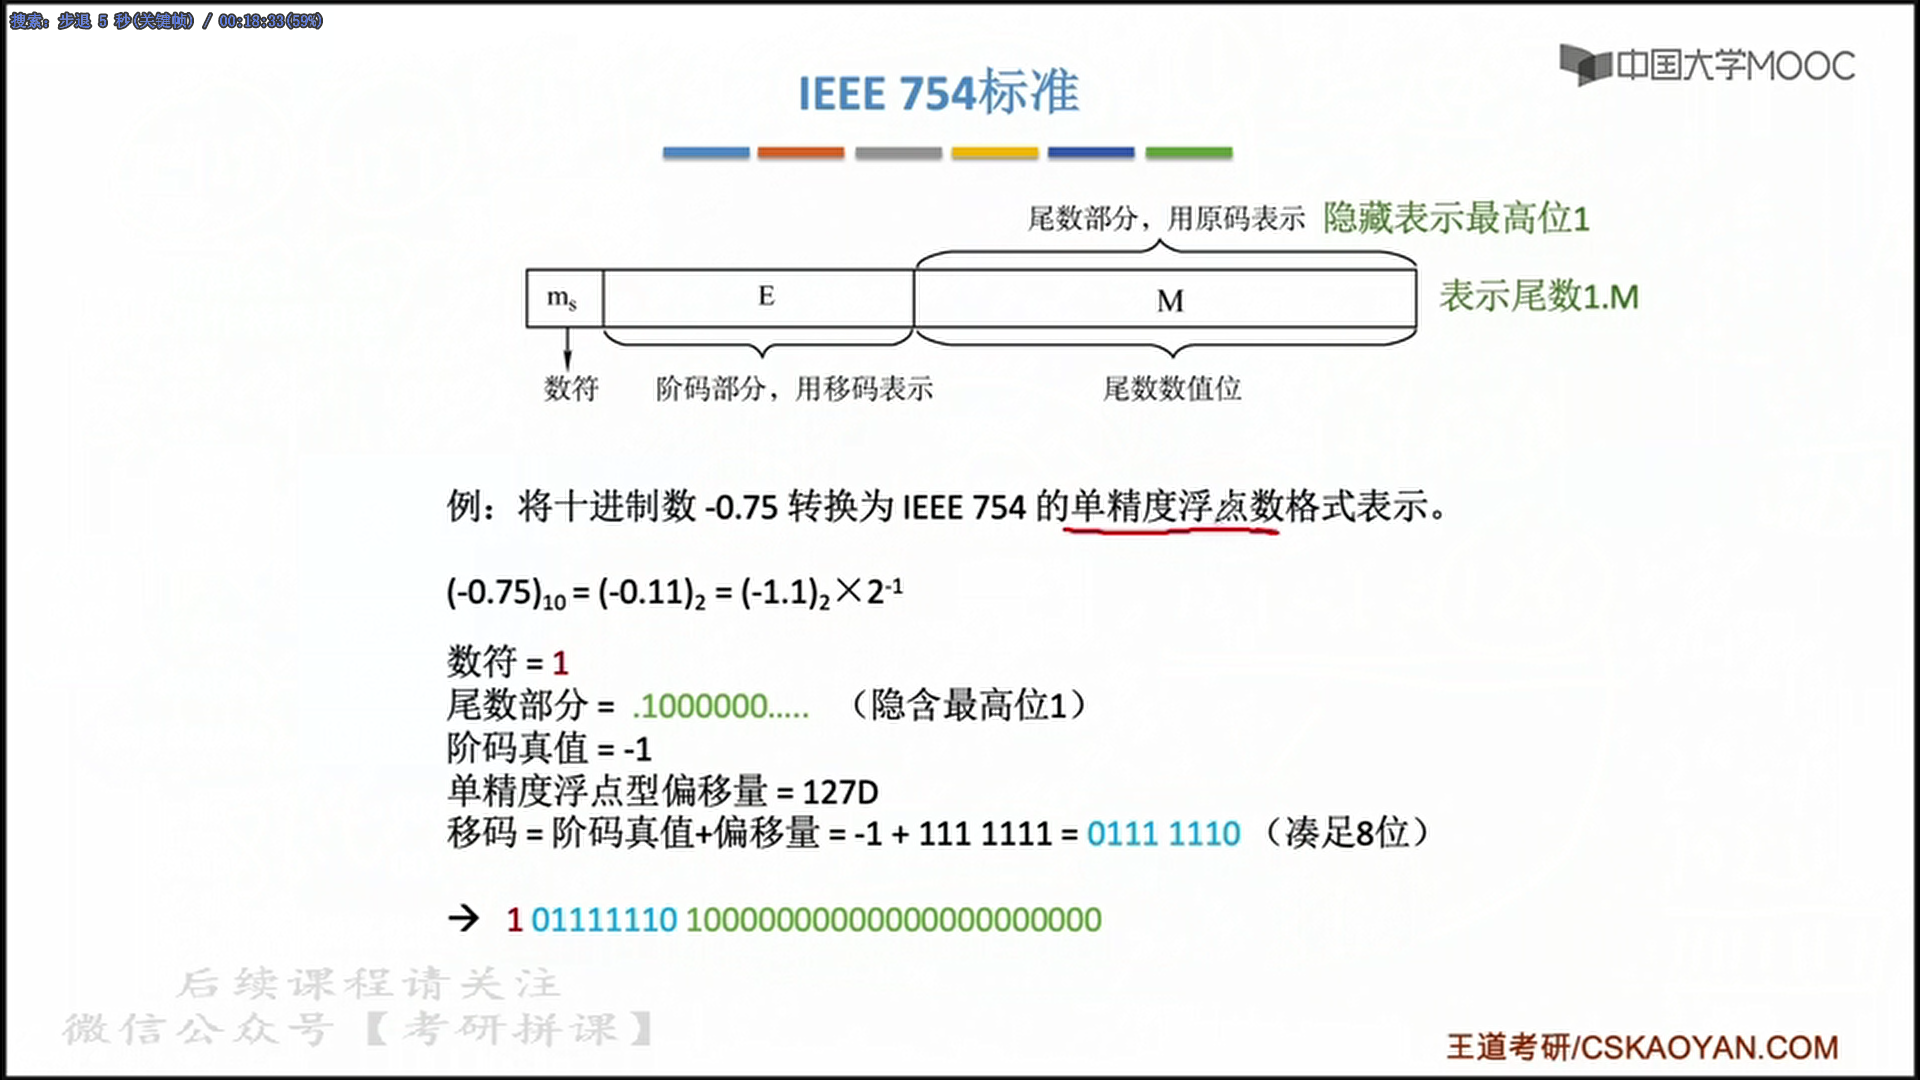 搜索: 步退 5 秒(关键帧) / 00:18:33(59%)
中国大学MOOC
IEEE 754标准
尾数部分，用原码表示 隐藏表示最高位1
mₛ E M 表示尾数1.M
数符 阶码部分，用移码表示 尾数数值位
例：将十进制数 -0.75 转换为 IEEE 754 的单精度浮点数格式表示。
(-0.75)₁₀ = (-0.11)₂ = (-1.1)₂×2⁻¹
数符 = 1
尾数部分 = .1000000..... （隐含最高位1）
阶码真值 = -1
单精度浮点型偏移量 = 127D
移码 = 阶码真值+偏移量 = -1 + 111 1111 = 0111 1110 （凑足8位）
→ 1 01111110 10000000000000000000000
后续课程请关注
微信公众号【考研拼课】
王道考研/CSKAOYAN.COM